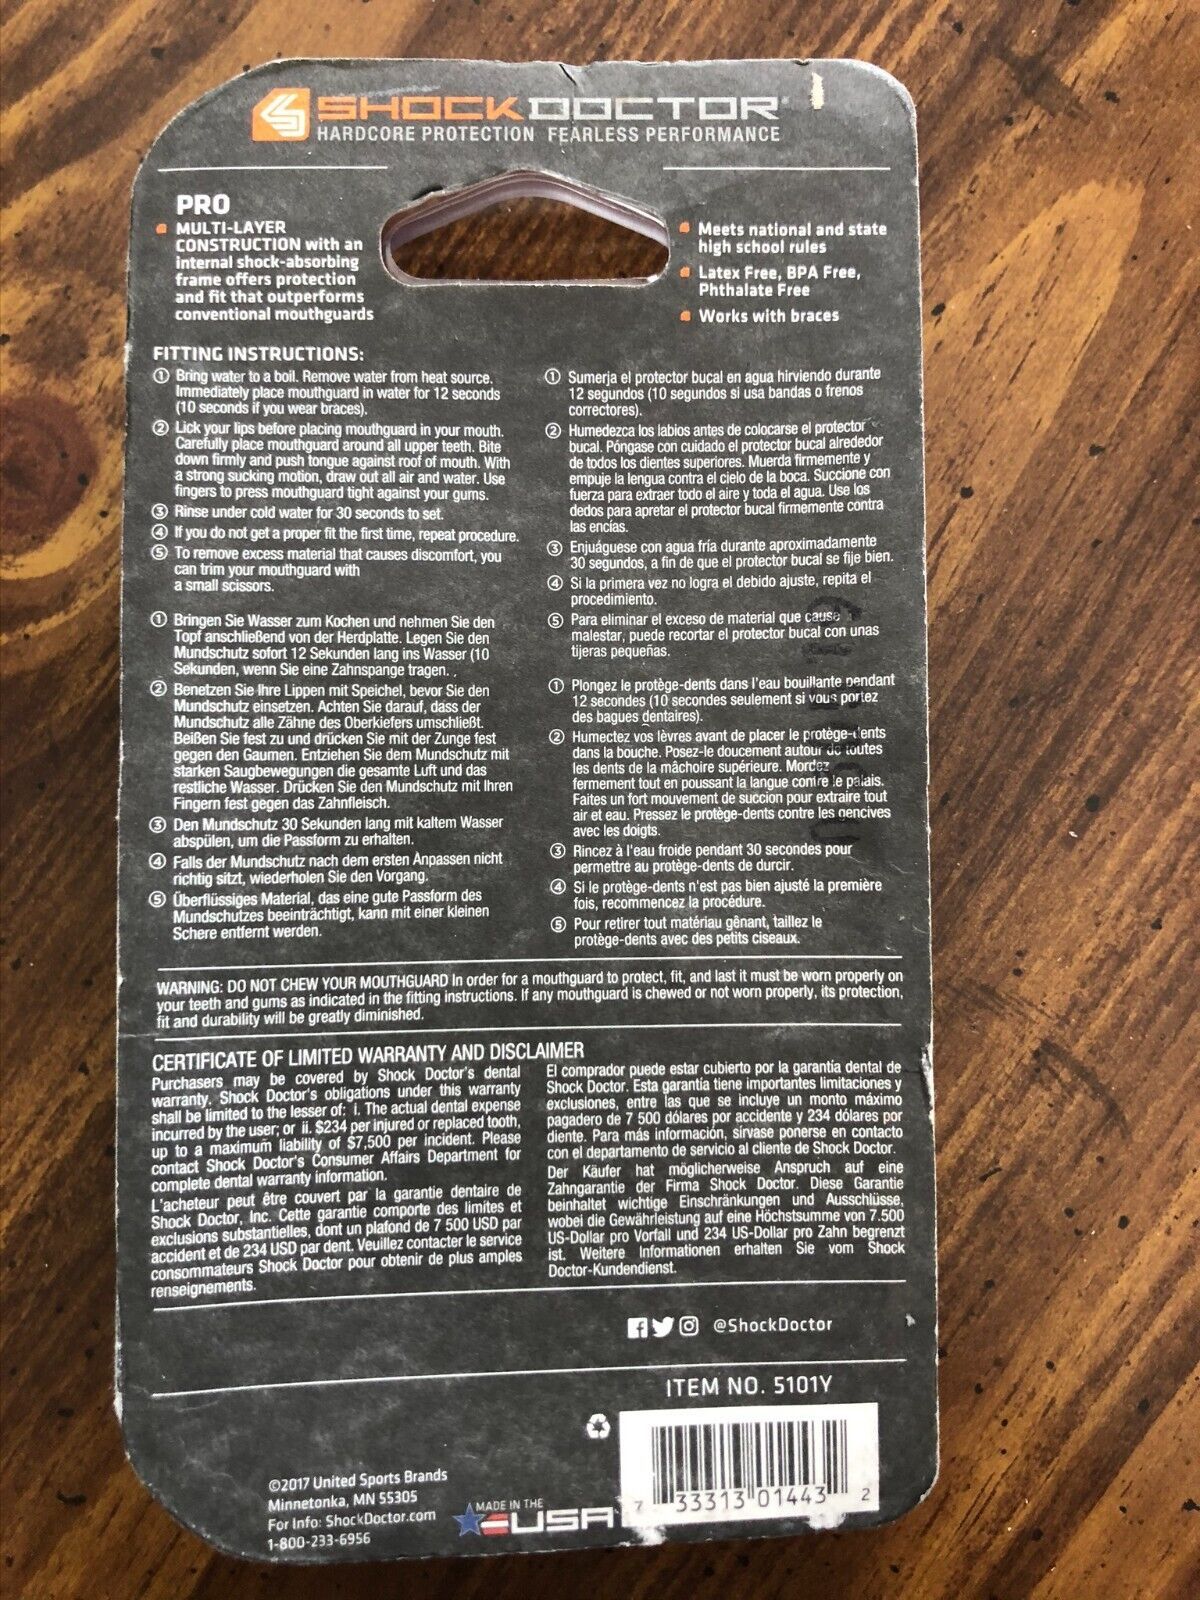 SHOCK DOCTOR
HARDCORE PROTECTION FEARLESS PERFORMANCE
PRO
MULTI-LAYER
CONSTRUCTION with an
internal shock-absorbing
frame offers protection
and fit that outperforms
conventional mouthguards
Meets national and state
high school rules
Latex Free, BPA Free,
Phthalate Free
Works with braces
FITTING INSTRUCTIONS:
① Bring water to a boil. Remove water from heat source.
Immediately place mouthguard in water for 12 seconds
(10 seconds if you wear braces).
② Lick your lips before placing mouthguard in your mouth.
Carefully place mouthguard around all upper teeth. Bite
down firmly and push tongue against roof of mouth. With
a strong sucking motion, draw out all air and water. Use
fingers to press mouthguard tight against your gums.
③ Rinse under cold water for 30 seconds to set.
④ If you do not get a proper fit the first time, repeat procedure.
⑤ To remove excess material that causes discomfort, you
can trim your mouthguard with
a small scissors.
① Bringen Sie Wasser zum Kochen und nehmen Sie den
Topf anschließend von der Herdplatte. Legen Sie den
Mundschutz sofort 12 Sekunden lang ins Wasser (10
Sekunden, wenn Sie eine Zahnspange tragen. .
② Benetzen Sie Ihre Lippen mit Speichel, bevor Sie den
Mundschutz einsetzen. Achten Sie darauf, dass der
Mundschutz alle Zähne des Oberkiefers umschließt.
Beißen Sie fest zu und drücken Sie mit der Zunge fest
gegen den Gaumen. Entziehen Sie dem Mundschutz mit
starken Saugbewegungen die gesamte Luft und das
restliche Wasser. Drücken Sie den Mundschutz mit Ihren
Fingern fest gegen das Zahnfleisch.
③ Den Mundschutz 30 Sekunden lang mit kaltem Wasser
abspülen, um die Passform zu erhalten.
④ Falls der Mundschutz nach dem ersten Anpassen nicht
richtig sitzt, wiederholen Sie den Vorgang.
⑤ Überflüssiges Material, das eine gute Passform des
Mundschutzes beeinträchtigt, kann mit einer kleinen
Schere entfernt werden.
① Sumerja el protector bucal en agua hirviendo durante
12 segundos (10 segundos si usa bandas o frenos
correctores).
② Humedezca los labios antes de colocarse el protector
bucal. Póngase con cuidado el protector bucal alrededor
de todos los dientes superiores. Muerda firmemente y
empuje la lengua contra el cielo de la boca. Succione con
fuerza para extraer todo el aire y toda el agua. Use los
dedos para apretar el protector bucal firmemente contra
las encías.
③ Enjuáguese con agua fría durante aproximadamente
30 segundos, a fin de que el protector bucal se fije bien.
④ Si la primera vez no logra el debido ajuste, repita el
procedimiento.
⑤ Para eliminar el exceso de material que cause
malestar, puede recortar el protector bucal con unas
tijeras pequeñas.
① Plongez le protège-dents dans l'eau bouillante pendant
12 secondes (10 secondes seulement si vous portez
des bagues dentaires).
② Humectez vos lèvres avant de placer le protège-dents
dans la bouche. Posez-le doucement autour de toutes
les dents de la mâchoire supérieure. Mordez
fermement tout en poussant la langue contre le palais.
Faites un fort mouvement de succion pour extraire tout
air et eau. Pressez le protège-dents contre les gencives
avec les doigts.
③ Rincez à l'eau froide pendant 30 secondes pour
permettre au protège-dents de durcir.
④ Si le protège-dents n'est pas bien ajusté la première
fois, recommencez la procédure.
⑤ Pour retirer tout matériau gênant, taillez le
protège-dents avec des petits ciseaux.
WARNING: DO NOT CHEW YOUR MOUTHGUARD In order for a mouthguard to protect, fit, and last it must be worn properly on
your teeth and gums as indicated in the fitting instructions. If any mouthguard is chewed or not worn properly, its protection,
fit and durability will be greatly diminished.
CERTIFICATE OF LIMITED WARRANTY AND DISCLAIMER
Purchasers may be covered by Shock Doctor's dental
warranty. Shock Doctor's obligations under this warranty
shall be limited to the lesser of: i. The actual dental expense
incurred by the user; or ii. $234 per injured or replaced tooth,
up to a maximum liability of $7,500 per incident. Please
contact Shock Doctor's Consumer Affairs Department for
complete dental warranty information.
L'acheteur peut être couvert par la garantie dentaire de
Shock Doctor, Inc. Cette garantie comporte des limites et
exclusions substantielles, dont un plafond de 7 500 USD par
accident et de 234 USD par dent. Veuillez contacter le service
consommateurs Shock Doctor pour obtenir de plus amples
renseignements.
El comprador puede estar cubierto por la garantía dental de
Shock Doctor. Esta garantía tiene importantes limitaciones y
exclusiones, entre las que se incluye un monto máximo
pagadero de 7 500 dólares por accidente y 234 dólares por
diente. Para más información, sírvase ponerse en contacto
con el departamento de servicio al cliente de Shock Doctor.
Der Käufer hat möglicherweise Anspruch auf eine
Zahngarantie der Firma Shock Doctor. Diese Garantie
beinhaltet wichtige Einschränkungen und Ausschlüsse,
wobei die Gewährleistung auf eine Höchstsumme von 7.500
US-Dollar pro Vorfall und 234 US-Dollar pro Zahn begrenzt
ist. Weitere Informationen erhalten Sie vom Shock
Doctor-Kundendienst.
@ShockDoctor
ITEM NO. 5101Y
©2017 United Sports Brands
Minnetonka, MN 55305
For Info: ShockDoctor.com
1-800-233-6956
MADE IN THE
USA
7 33313 01443 2